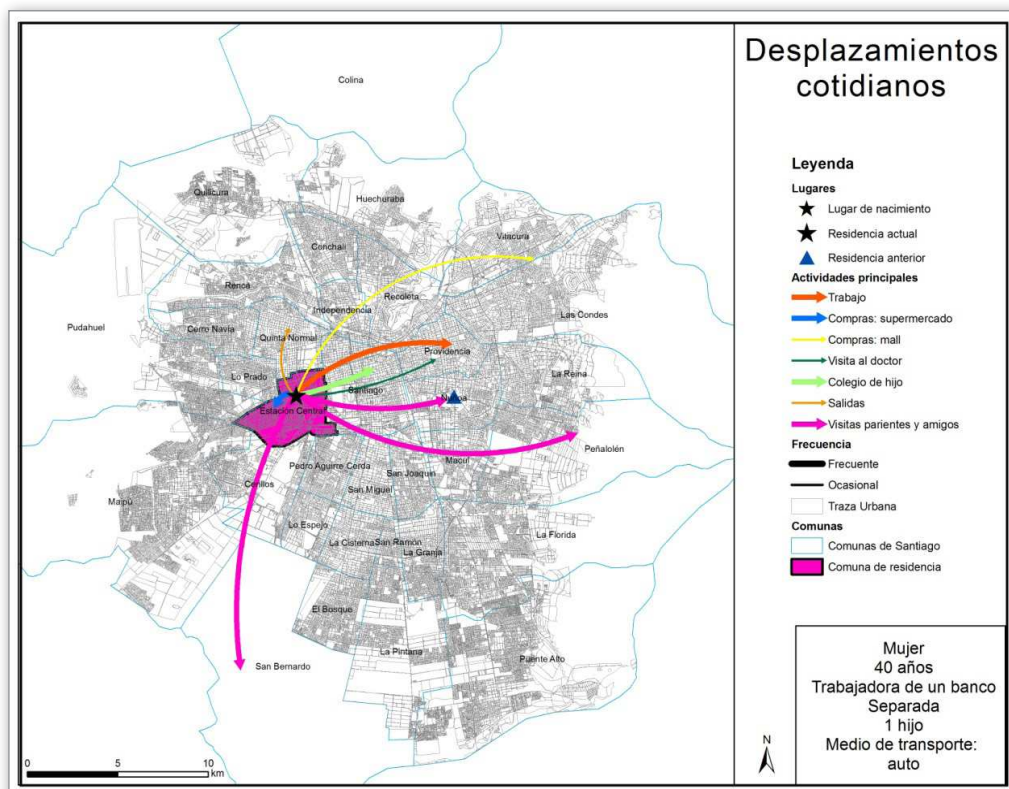 Desplazamientos
cotidianos
Leyenda
Lugares
Lugar de nacimiento
Residencia actual
Residencia anterior
Actividades principales
Trabajo
Compras: supermercado
Compras: mall
Visita al doctor
Colegio de hijo
Salidas
Visitas parientes y amigos
Frecuencia
Frecuente
Ocasional
Traza Urbana
Comunas
Comunas de Santiago
Comuna de residencia
Mujer
40 años
Trabajadora de un banco
Separada
1 hijo
Medio de transporte:
auto
N
Colina
Quilicura
Huechuraba
Vitacura
Conchalí
Renca
Recoleta
Independencia
Las Condes
Pudahuel
Cerro Navia
Quinta Normal
Providencia
Lo Prado
Santiago
La Reina
Ñuñoa
Estación Central
Peñalolén
Macul
Pedro Aguirre Cerda
San Joaquín
Cerrillos
San Miguel
Maipú
Lo Espejo
La Cisterna
San Ramón
La Granja
La Florida
El Bosque
La Pintana
Puente Alto
San Bernardo
0 5 10
km